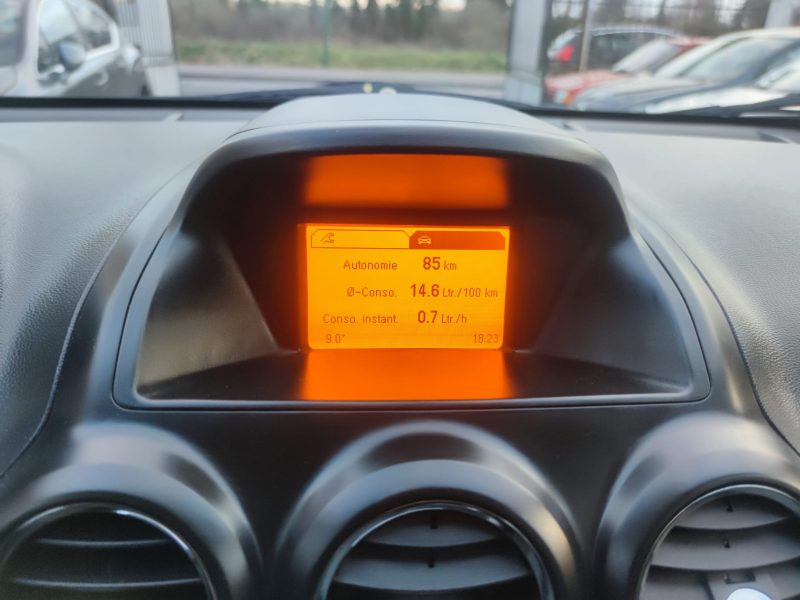 Autonomie 85 km
Ø-Conso. 14.6 Ltr./100 km
Conso. instant. 0.7 Ltr./h
9.0° 18:23